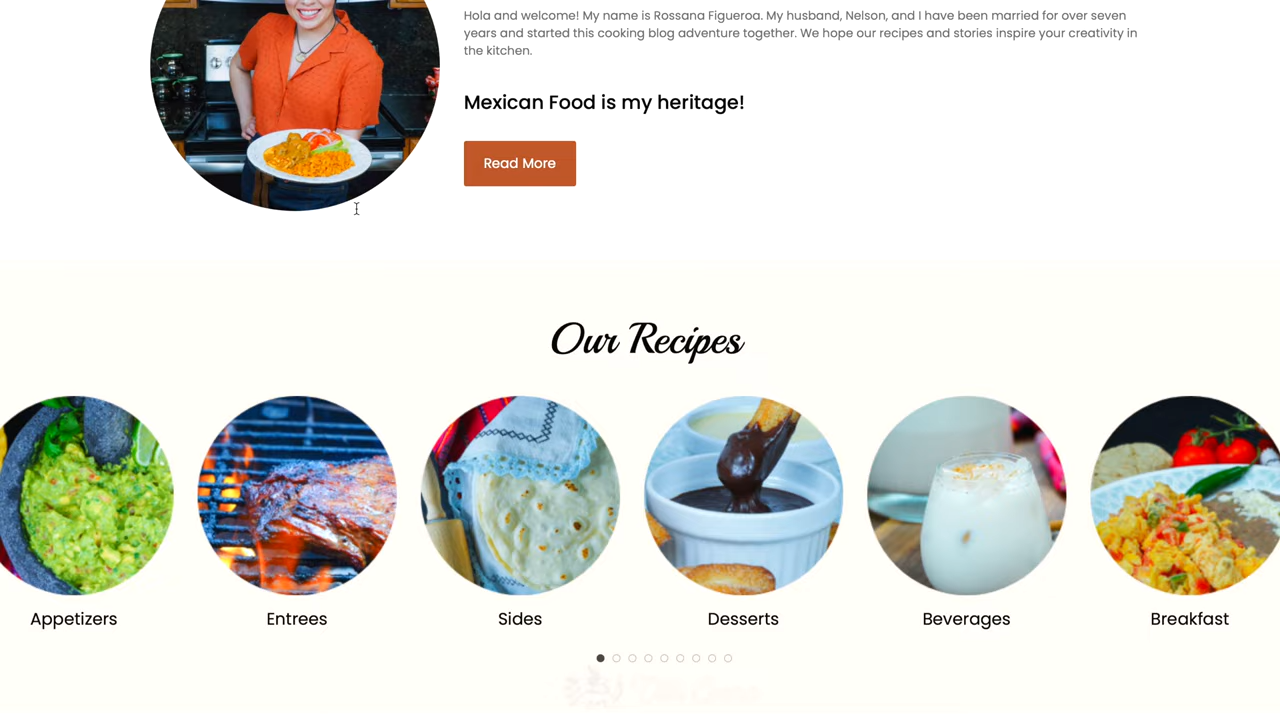 Hola and welcome! My name is Rossana Figueroa. My husband, Nelson, and I have been married for over seven
years and started this cooking blog adventure together. We hope our recipes and stories inspire your creativity in
the kitchen.
Mexican Food is my heritage!
Read More
Our Recipes
Appetizers
Entrees
Sides
Desserts
Beverages
Breakfast